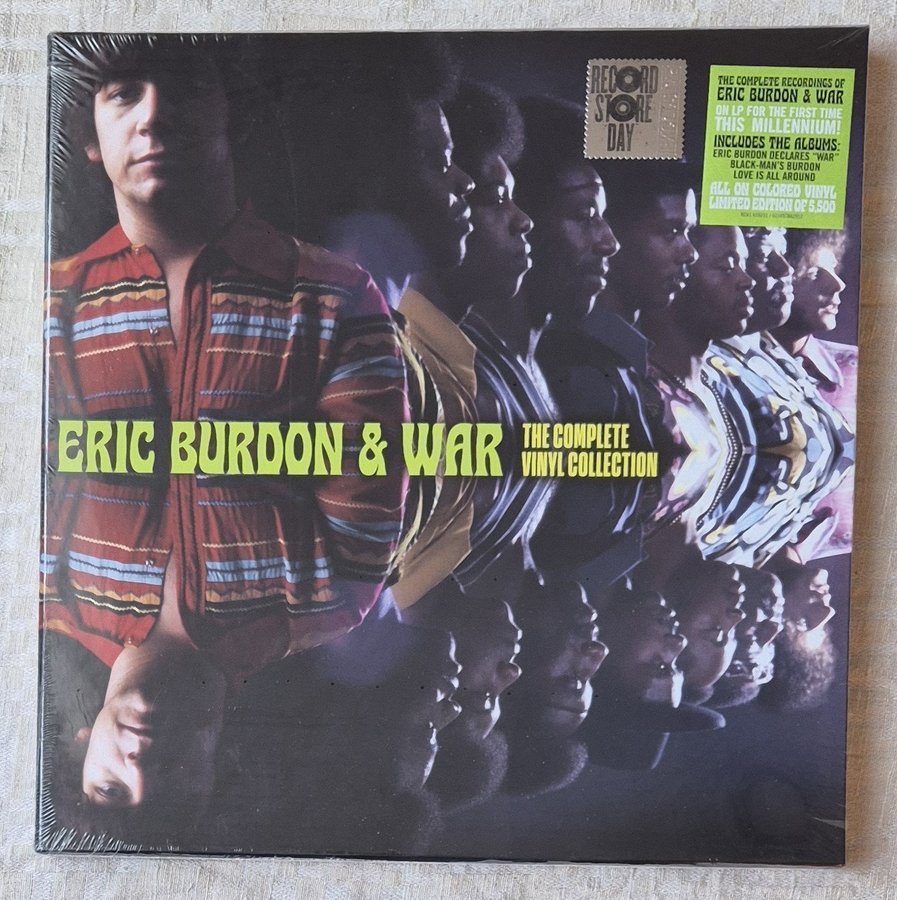 RECORD
STORE
DAY
THE COMPLETE RECORDINGS OF
ERIC BURDON & WAR
ON LP FOR THE FIRST TIME
THIS MILLENNIUM!
INCLUDES THE ALBUMS:
ERIC BURDON DECLARES "WAR"
BLACK-MAN'S BURDON
LOVE IS ALL AROUND
ALL ON COLORED VINYL
LIMITED EDITION OF 5,500
ERIC BURDON & WAR
THE COMPLETE
VINYL COLLECTION